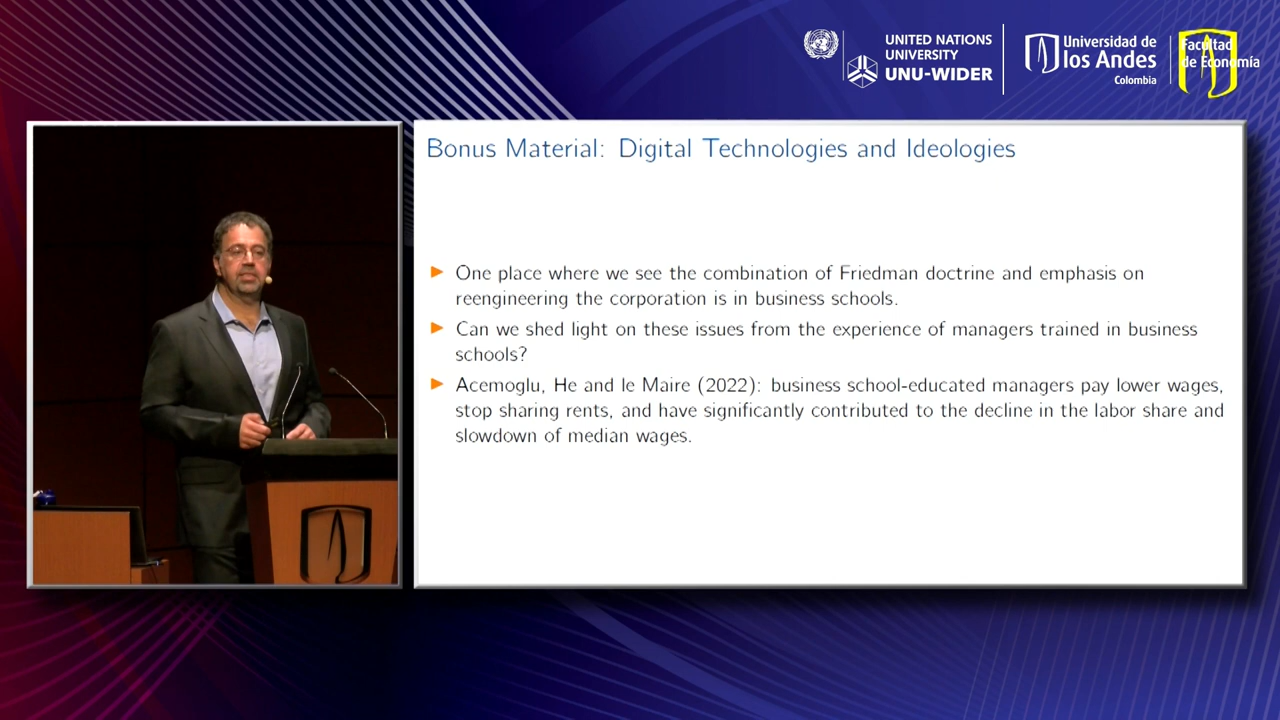 UNITED NATIONS
UNIVERSITY
UNU-WIDER
Universidad de
los Andes
Colombia
Facultad
de Economía
Bonus Material: Digital Technologies and Ideologies
One place where we see the combination of Friedman doctrine and emphasis on
reengineering the corporation is in business schools.
Can we shed light on these issues from the experience of managers trained in business
schools?
Acemoglu, He and le Maire (2022): business school-educated managers pay lower wages,
stop sharing rents, and have significantly contributed to the decline in the labor share and
slowdown of median wages.